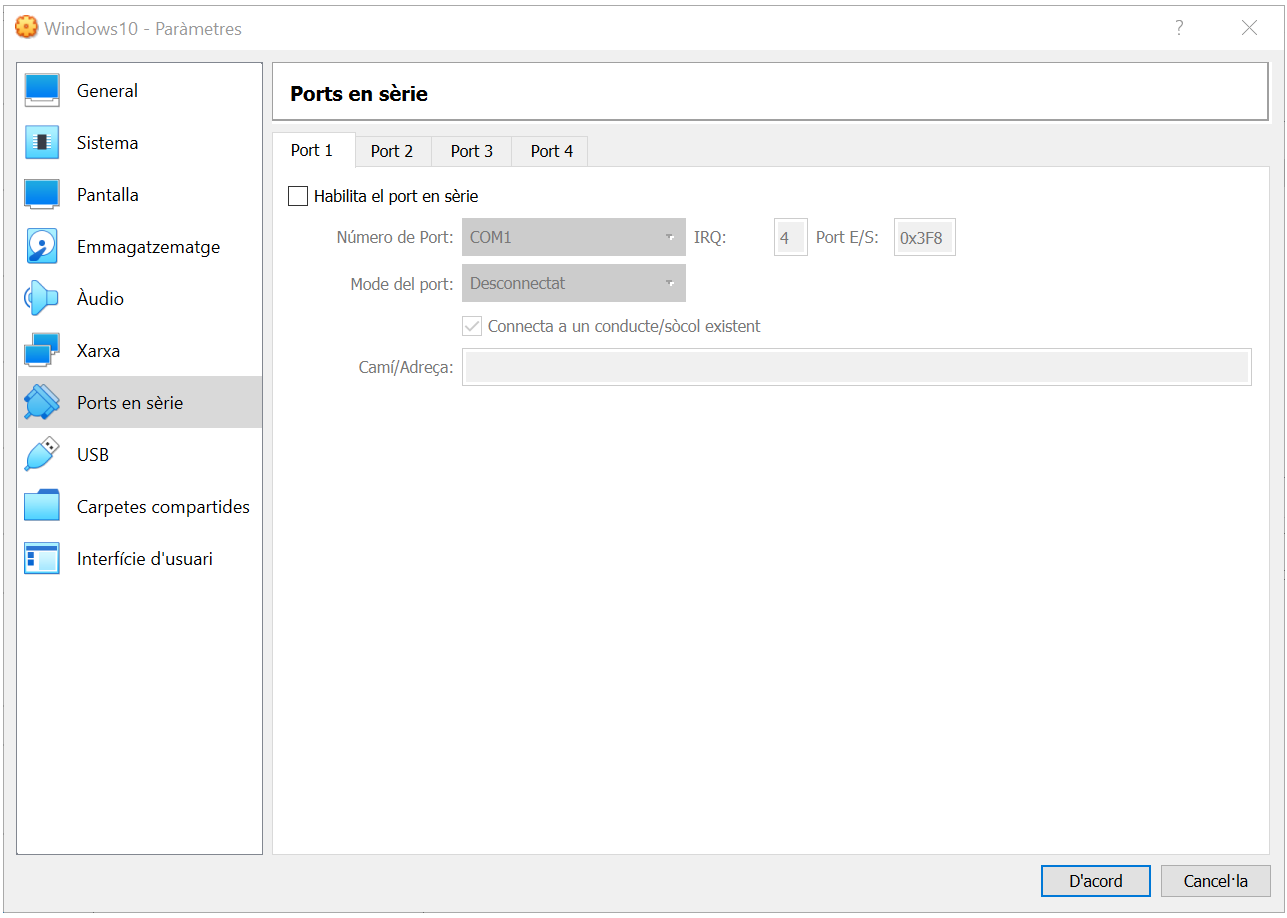 Windows10 - Paràmetres
?
General
Sistema
Pantalla
Emmagatzematge
Àudio
Xarxa
Ports en sèrie
USB
Carpetes compartides
Interfície d'usuari
Ports en sèrie
Port 1 Port 2 Port 3 Port 4
Habilita el port en sèrie
Número de Port: COM1 IRQ: 4 Port E/S: 0x3F8
Mode del port: Desconnectat
Connecta a un conducte/sòcol existent
Camí/Adreça:
D'acord Cancel·la